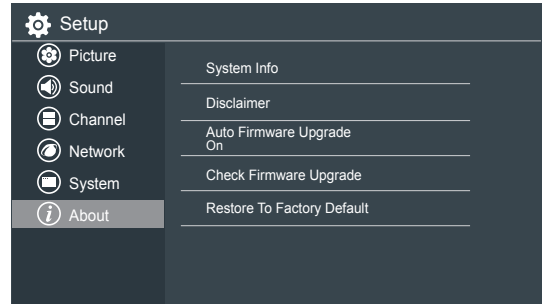 Setup
Picture
Sound
Channel
Network
System
About
System Info
Disclaimer
Auto Firmware Upgrade
On
Check Firmware Upgrade
Restore To Factory Default